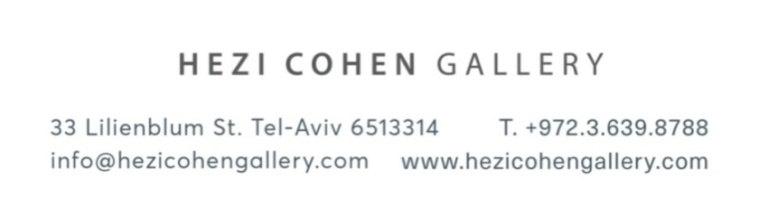 HEZI COHEN GALLERY
33 Lilienblum St. Tel-Aviv 6513314 T. +972.3.639.8788
info@hezicohengallery.com www.hezicohengallery.com